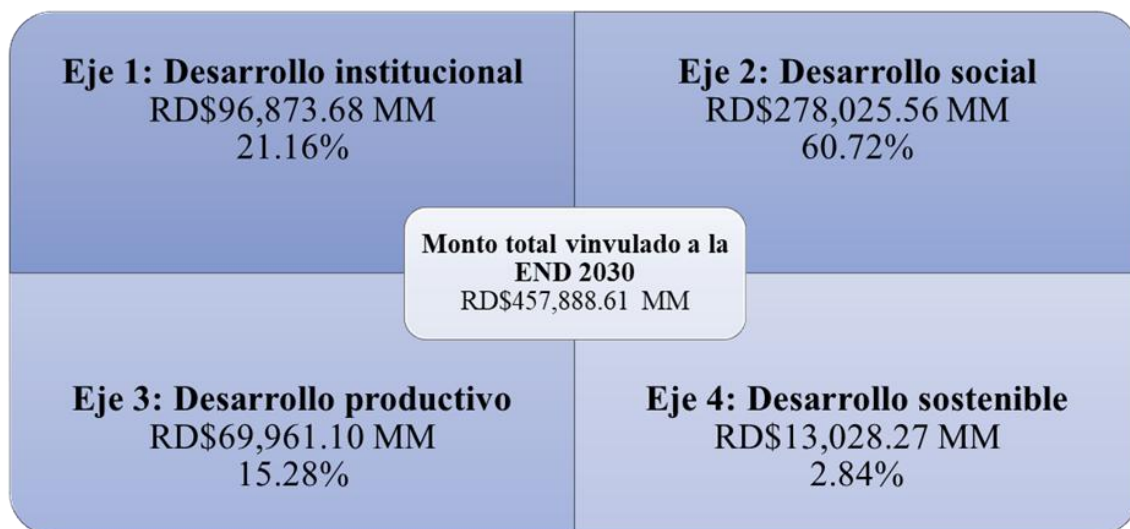 Eje 1: Desarrollo institucional
RD$96,873.68 MM
21.16%
Eje 2: Desarrollo social
RD$278,025.56 MM
60.72%
Monto total vinvulado a la
END 2030
RD$457,888.61 MM
Eje 3: Desarrollo productivo
RD$69,961.10 MM
15.28%
Eje 4: Desarrollo sostenible
RD$13,028.27 MM
2.84%